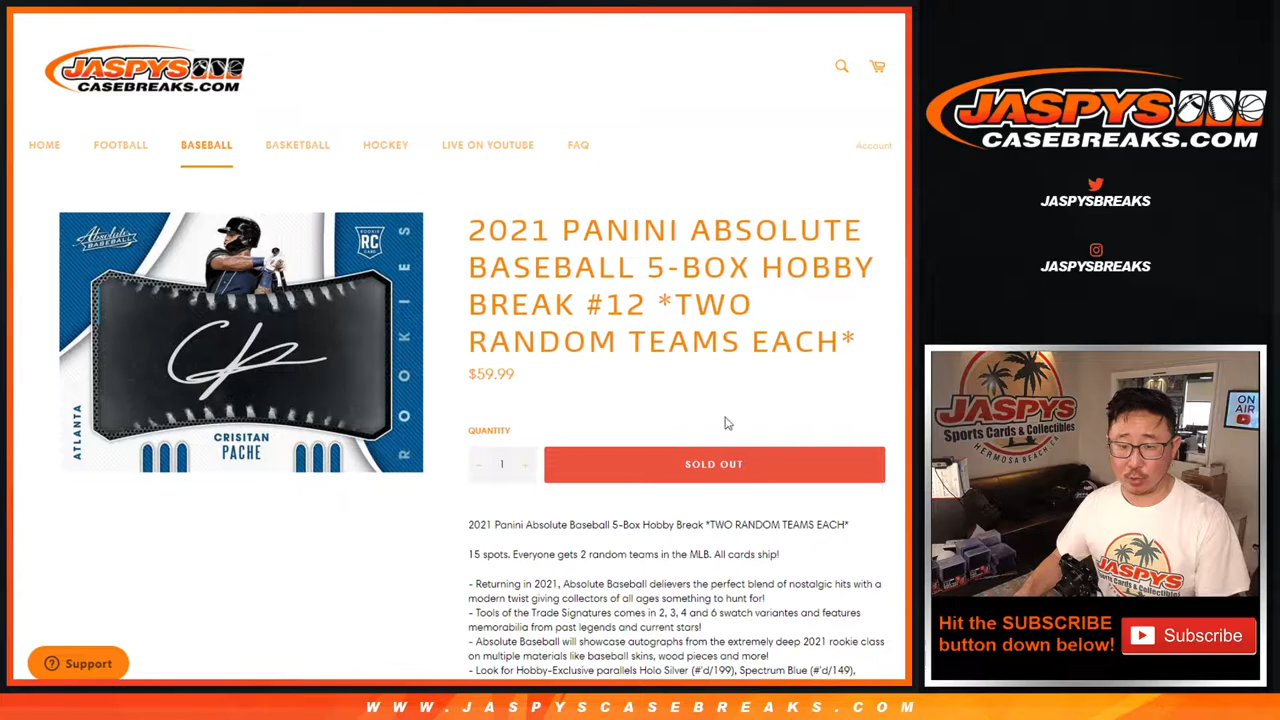 JASPYS
CASEBREAKS.COM
HOME
FOOTBALL
BASEBALL
BASKETBALL
HOCKEY
LIVE ON YOUTUBE
FAQ
Account
Absolute
BASEBALL
ROOKIE
RC
CARD
ROOKIES
ATLANTA
CRISITAN
PACHE
2021 PANINI ABSOLUTE
BASEBALL 5-BOX HOBBY
BREAK #12 *TWO
RANDOM TEAMS EACH*
$59.99
QUANTITY
− 1 +
SOLD OUT
2021 Panini Absolute Baseball 5-Box Hobby Break *TWO RANDOM TEAMS EACH*
15 spots. Everyone gets 2 random teams in the MLB. All cards ship!
- Returning in 2021, Absolute Baseball delievers the perfect blend of nostalgic hits with a
modern twist giving collectors of all ages something to hunt for!
- Tools of the Trade Signatures comes in 2, 3, 4 and 6 swatch variantes and features
memorabilia from past legends and current stars!
- Absolute Baseball will showcase autographs from the extremely deep 2021 rookie class
on multiple materials like baseball skins, wood pieces and more!
- Look for Hobby-Exclusive parallels Holo Silver (#'d/199), Spectrum Blue (#'d/149),
Support
JASPYS
CASEBREAKS.COM
JASPYSBREAKS
JASPYSBREAKS
JASPYS
Sports Cards & Collectibles
HERMOSA BEACH, CA
ON
AIR
JASPYS
Sports Cards & Collectibles
Hit the SUBSCRIBE
button down below!
Subscribe
WWW.JASPYSCASEBREAKS.COM